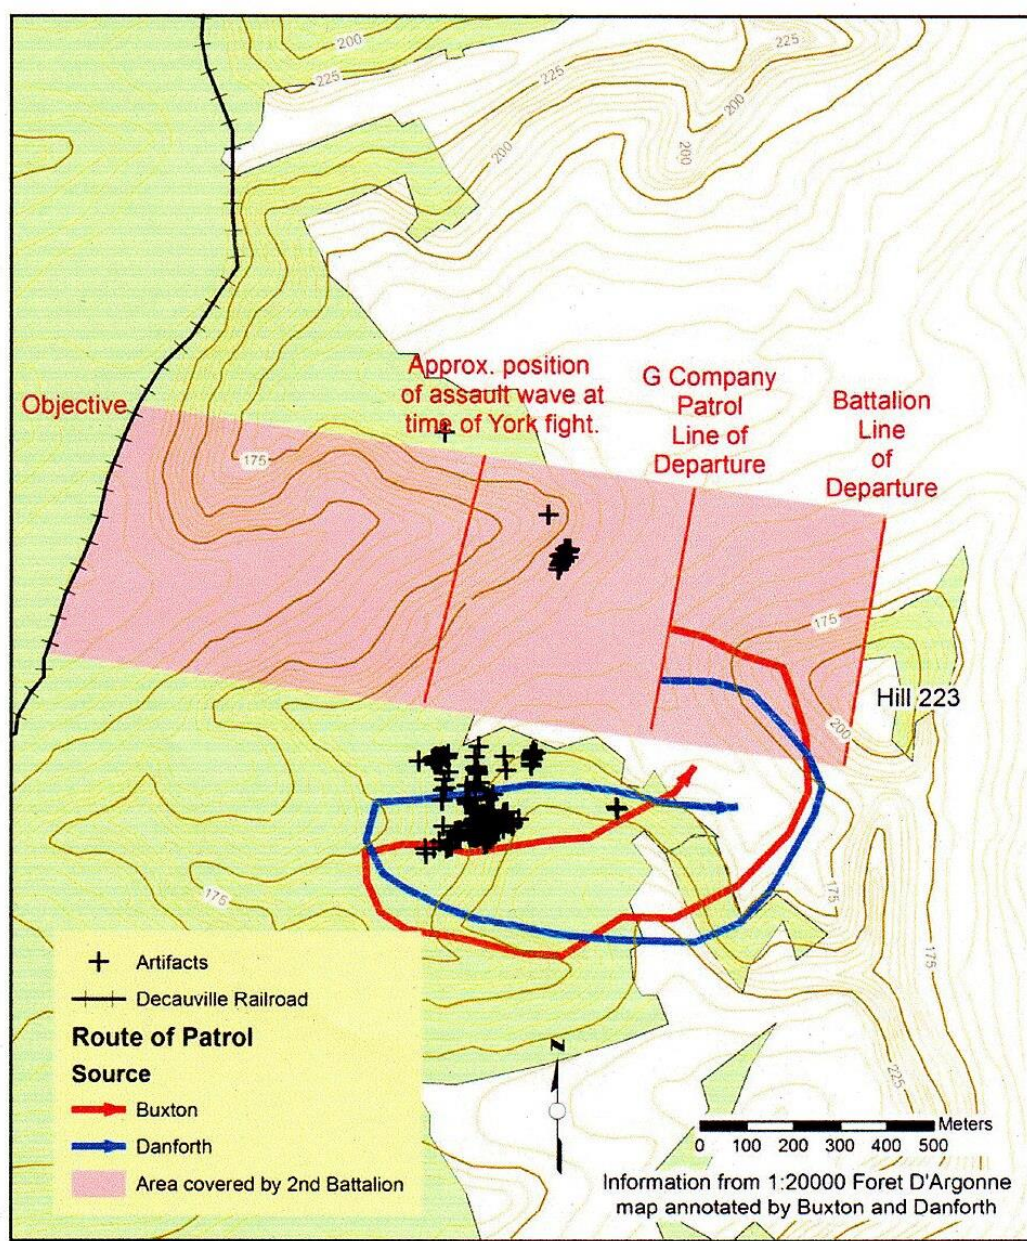 200
225
225
225
200
200
200
Approx. position
of assault wave at
time of York fight.
G Company
Patrol
Line of
Departure
Battalion
Line
of
Departure
Objective
175
175
Hill 223
200
175
175
175
225
Artifacts
Decauville Railroad
Route of Patrol
Source
Buxton
Danforth
Area covered by 2nd Battalion
N
Meters
0 100 200 300 400 500
Information from 1:20000 Foret D'Argonne
map annotated by Buxton and Danforth